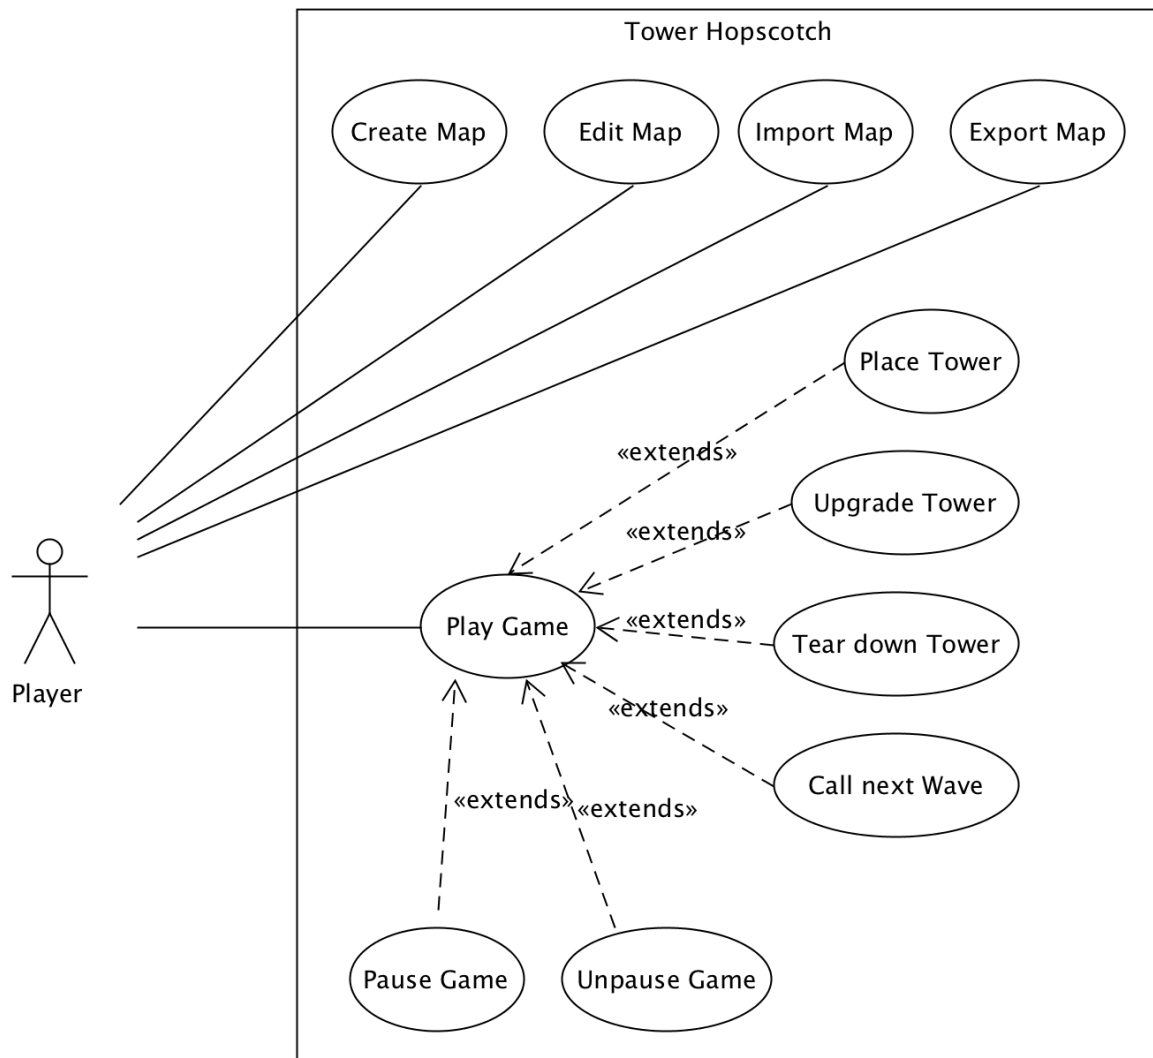 Tower Hopscotch
Create Map
Edit Map
Import Map
Export Map
Place Tower
«extends»
Upgrade Tower
«extends»
Play Game
«extends»
Tear down Tower
Player
«extends»
Call next Wave
«extends»
«extends»
Pause Game
Unpause Game